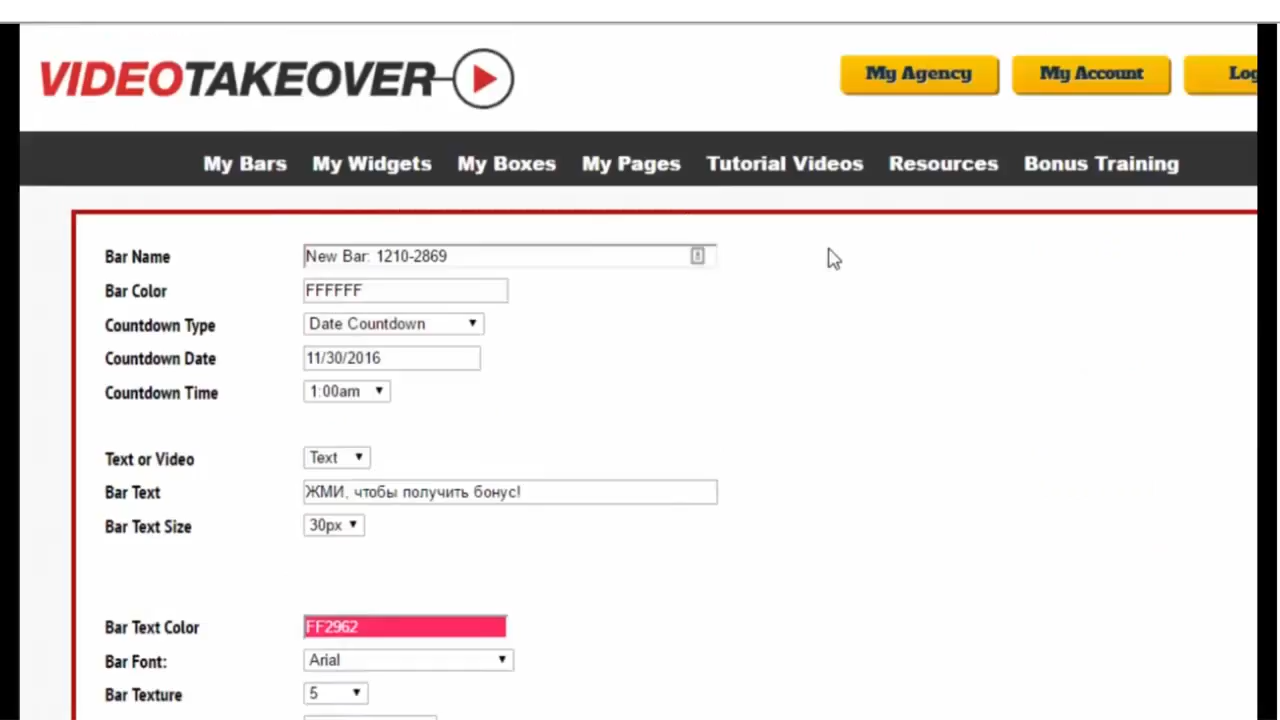 VIDEOTAKEOVER
My Agency My Account Log
My Bars My Widgets My Boxes My Pages Tutorial Videos Resources Bonus Training
Bar Name New Bar: 1210-2869
Bar Color FFFFFF
Countdown Type Date Countdown
Countdown Date 11/30/2016
Countdown Time 1:00am
Text or Video Text
Bar Text ЖМИ, чтобы получить бонус!
Bar Text Size 30px
Bar Text Color FF2962
Bar Font: Arial
Bar Texture 5